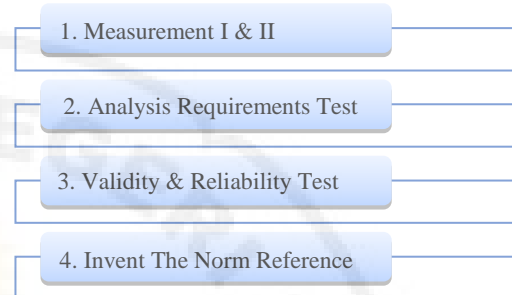 1. Measurement I & II
2. Analysis Requirements Test
3. Validity & Reliability Test
4. Invent The Norm Reference